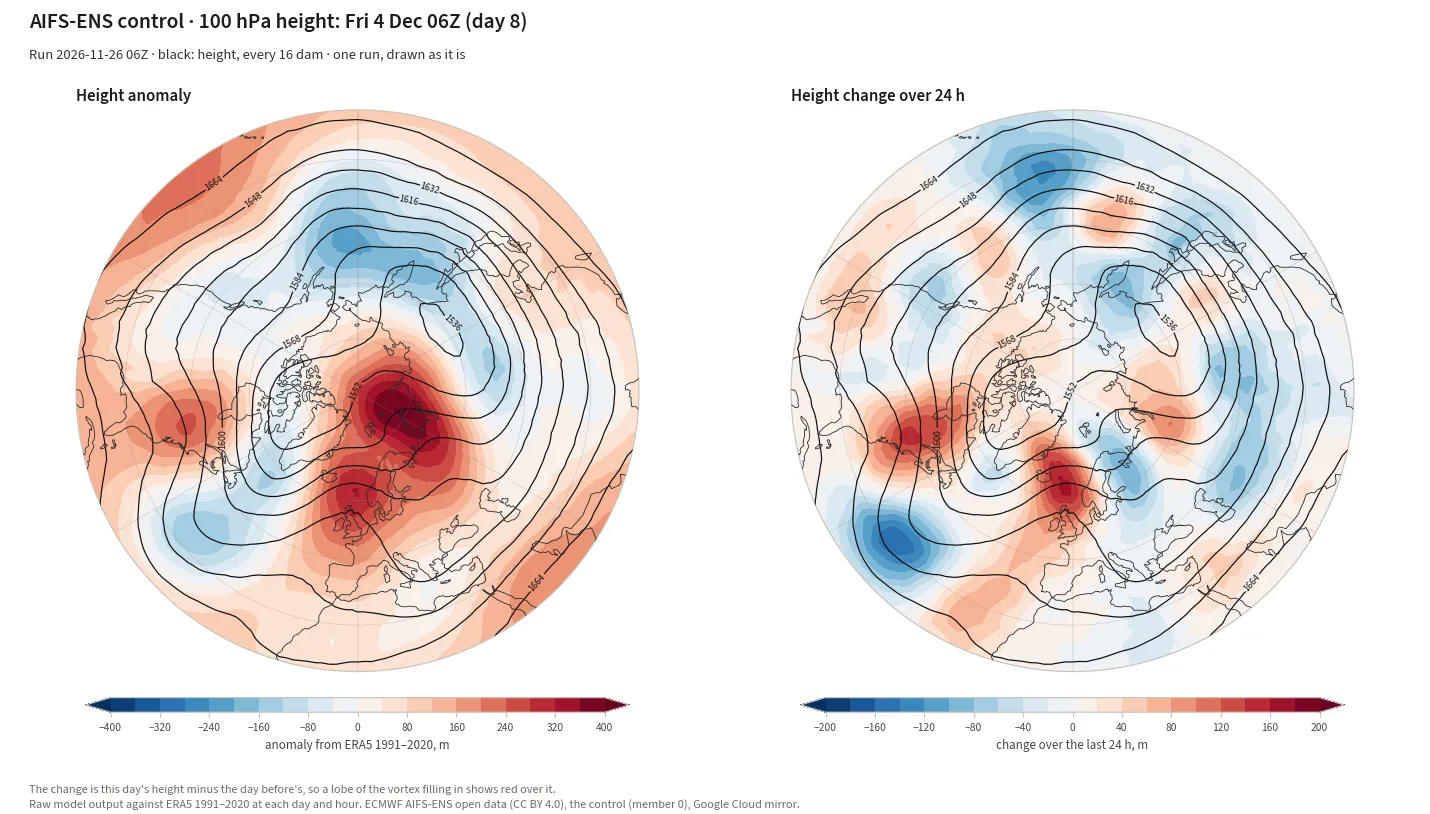 AIFS-ENS control · 100 hPa height: Fri 4 Dec 06Z (day 8)
Run 2026-11-26 06Z · black: height, every 16 dam · one run, drawn as it is
Height anomaly
Height change over 24 h
1664
1648
1632
1616
1584
1568
1552
1536
1600
1664
1664
1648
1632
1616
1584
1568
1552
1536
1600
1664
−400 −320 −240 −160 −80 0 80 160 240 320 400
anomaly from ERA5 1991–2020, m
−200 −160 −120 −80 −40 0 40 80 120 160 200
change over the last 24 h, m
The change is this day's height minus the day before's, so a lobe of the vortex filling in shows red over it.
Raw model output against ERA5 1991–2020 at each day and hour. ECMWF AIFS-ENS open data (CC BY 4.0), the control (member 0), Google Cloud mirror.